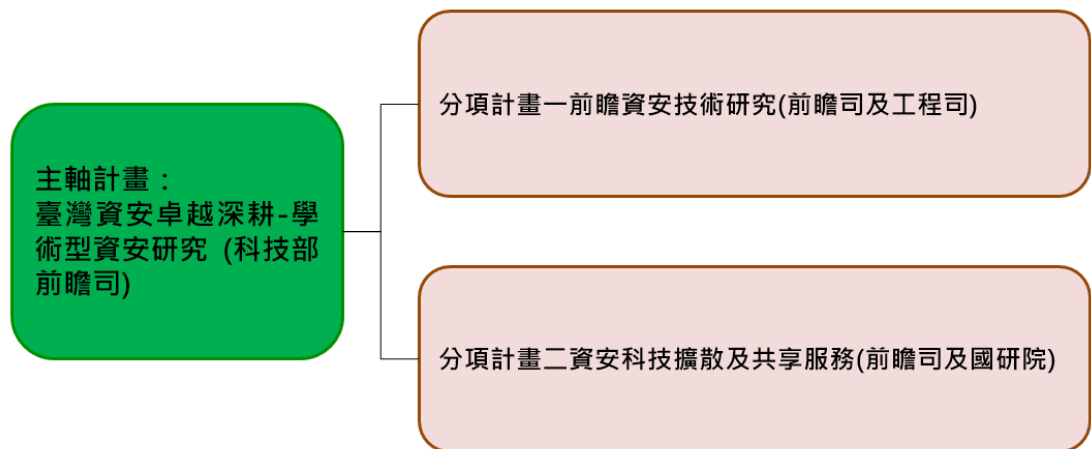 主軸計畫：
臺灣資安卓越深耕-學
術型資安研究 (科技部
前瞻司)
分項計畫一前瞻資安技術研究(前瞻司及工程司)
分項計畫二資安科技擴散及共享服務(前瞻司及國研院)